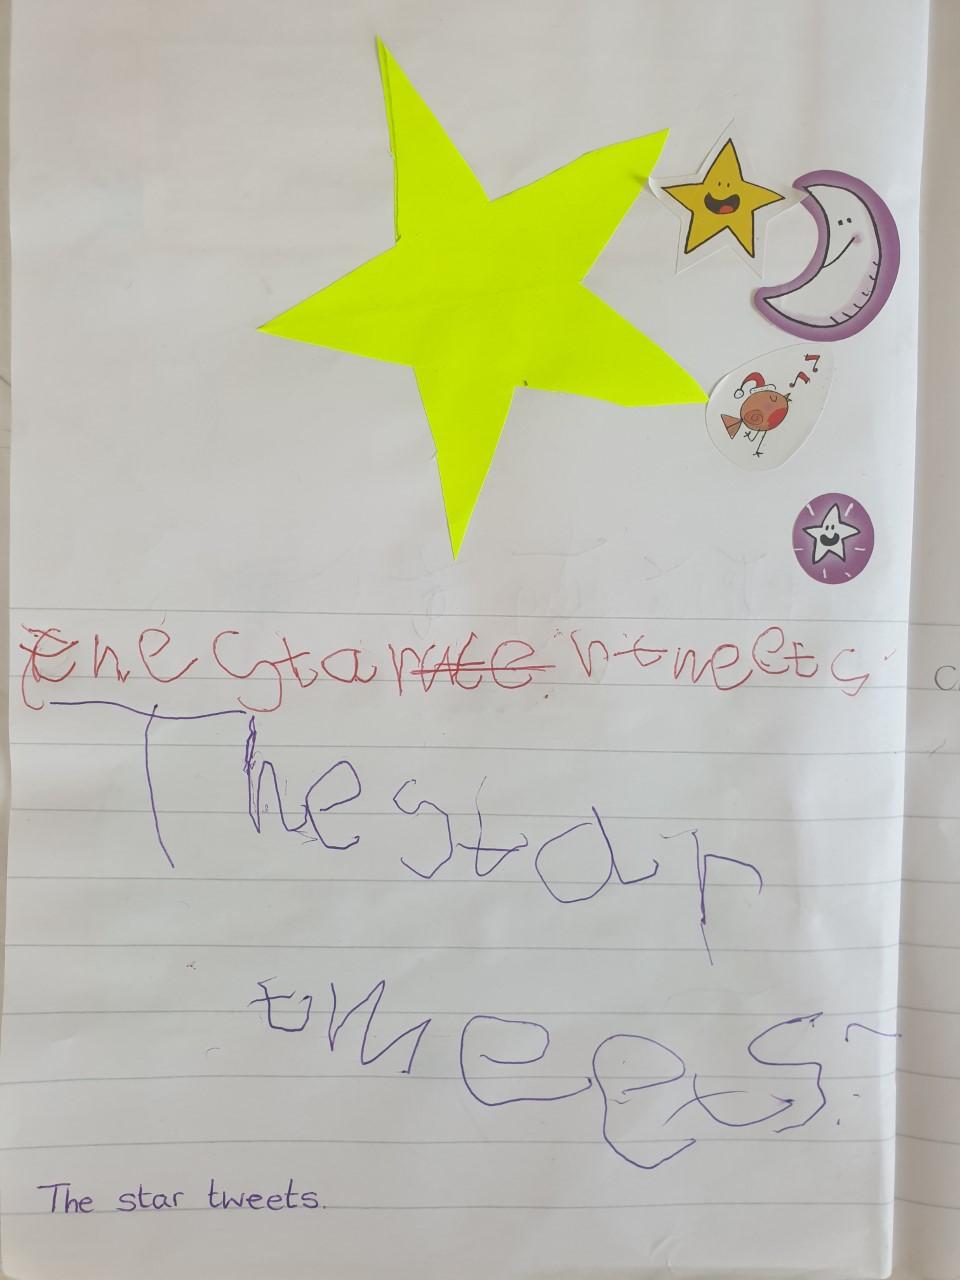 the star tweets.
The star
tweets.
The star tweets.